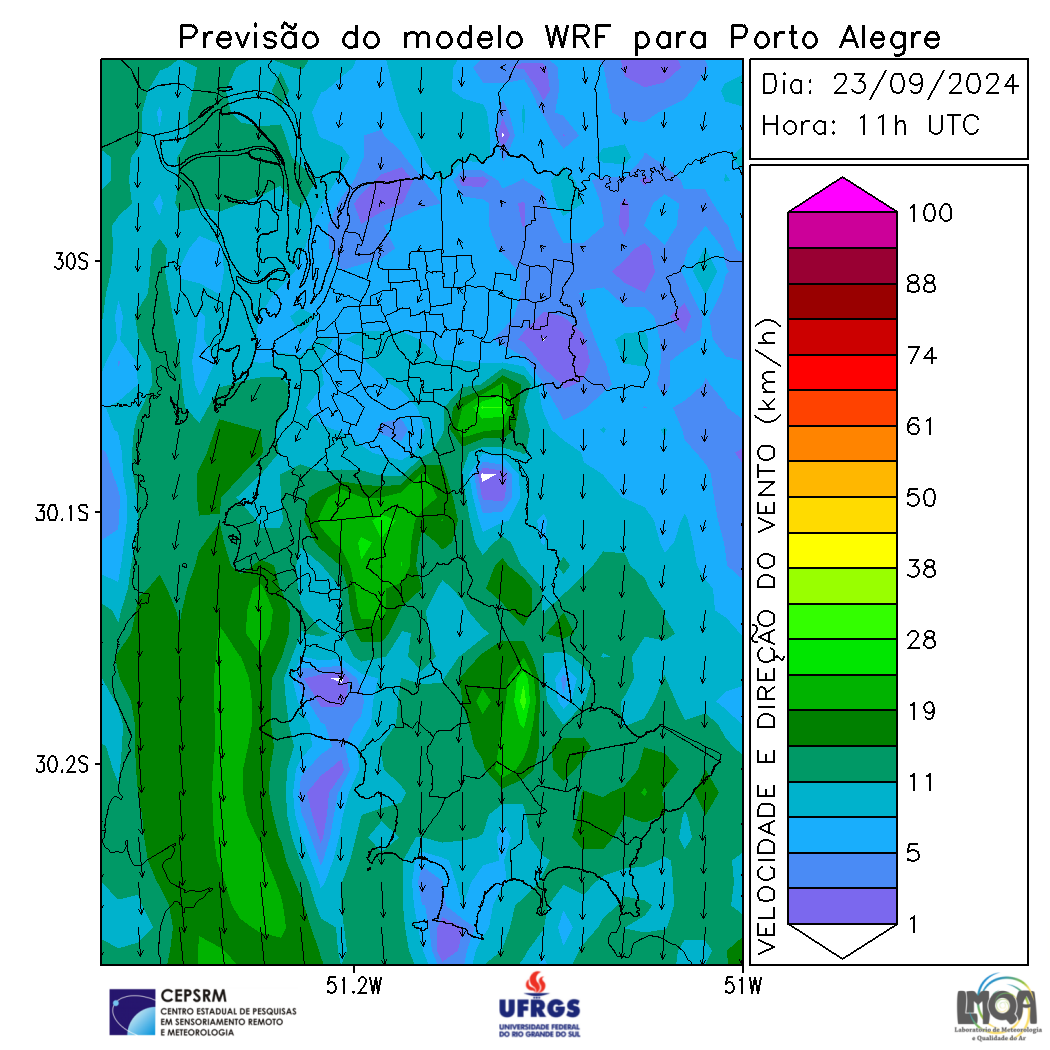 Previsão do modelo WRF para Porto Alegre
Dia: 23/09/2024
Hora: 11h UTC
30S
30.1S
30.2S
51.2W
51W
VELOCIDADE E DIREÇÃO DO VENTO (km/h)
100
88
74
61
50
38
28
19
11
5
1
CEPSRM
CENTRO ESTADUAL DE PESQUISAS
EM SENSORIAMENTO REMOTO
E METEOROLOGIA
UFRGS
UNIVERSIDADE FEDERAL
DO RIO GRANDE DO SUL
LMQA
Laboratório de Meteorologia
e Qualidade do Ar